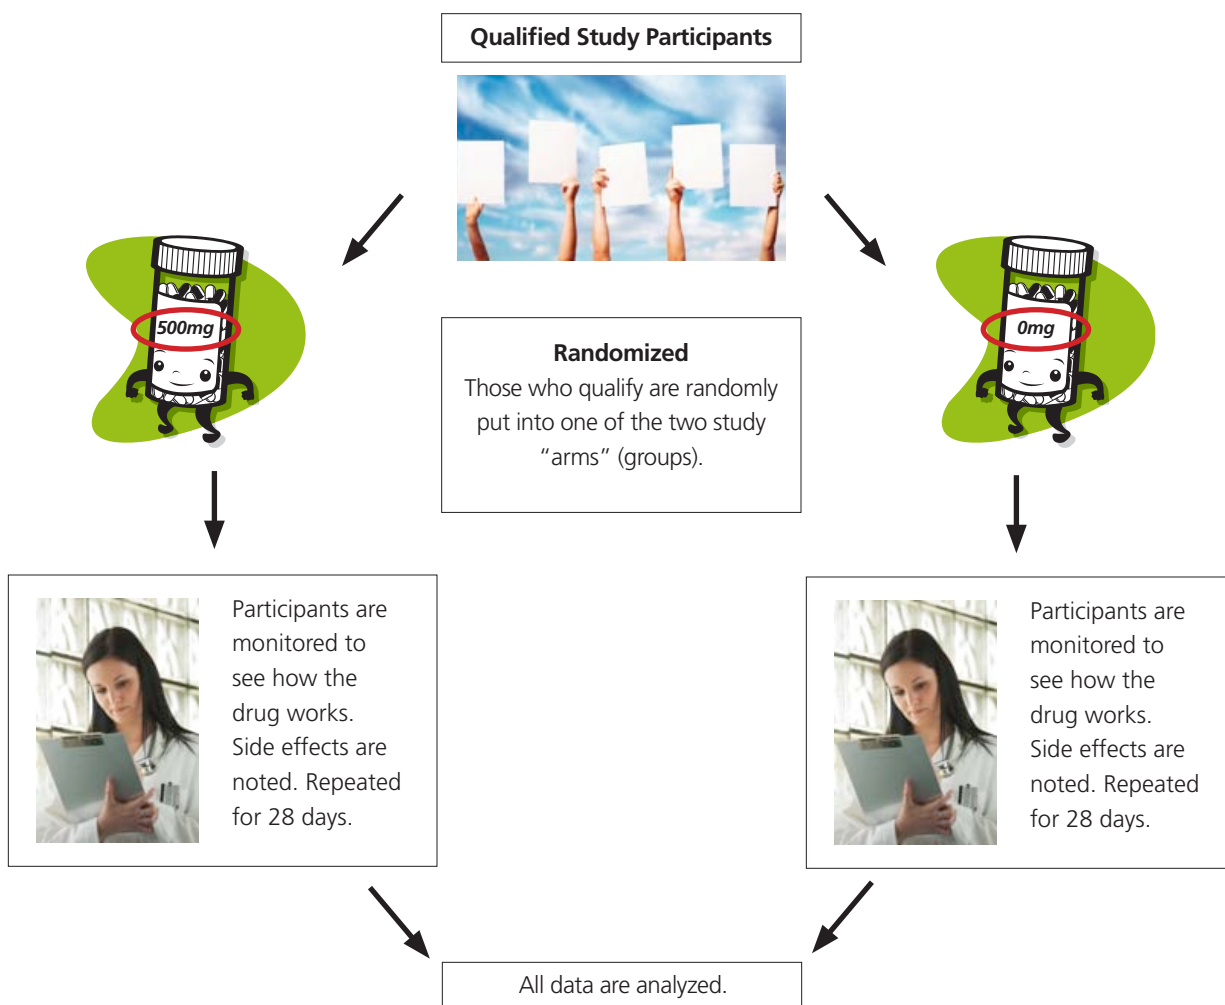 Qualified Study Participants
500mg
0mg
Randomized
Those who qualify are randomly
put into one of the two study
“arms” (groups).
Participants are
monitored to
see how the
drug works.
Side effects are
noted. Repeated
for 28 days.
Participants are
monitored to
see how the
drug works.
Side effects are
noted. Repeated
for 28 days.
All data are analyzed.